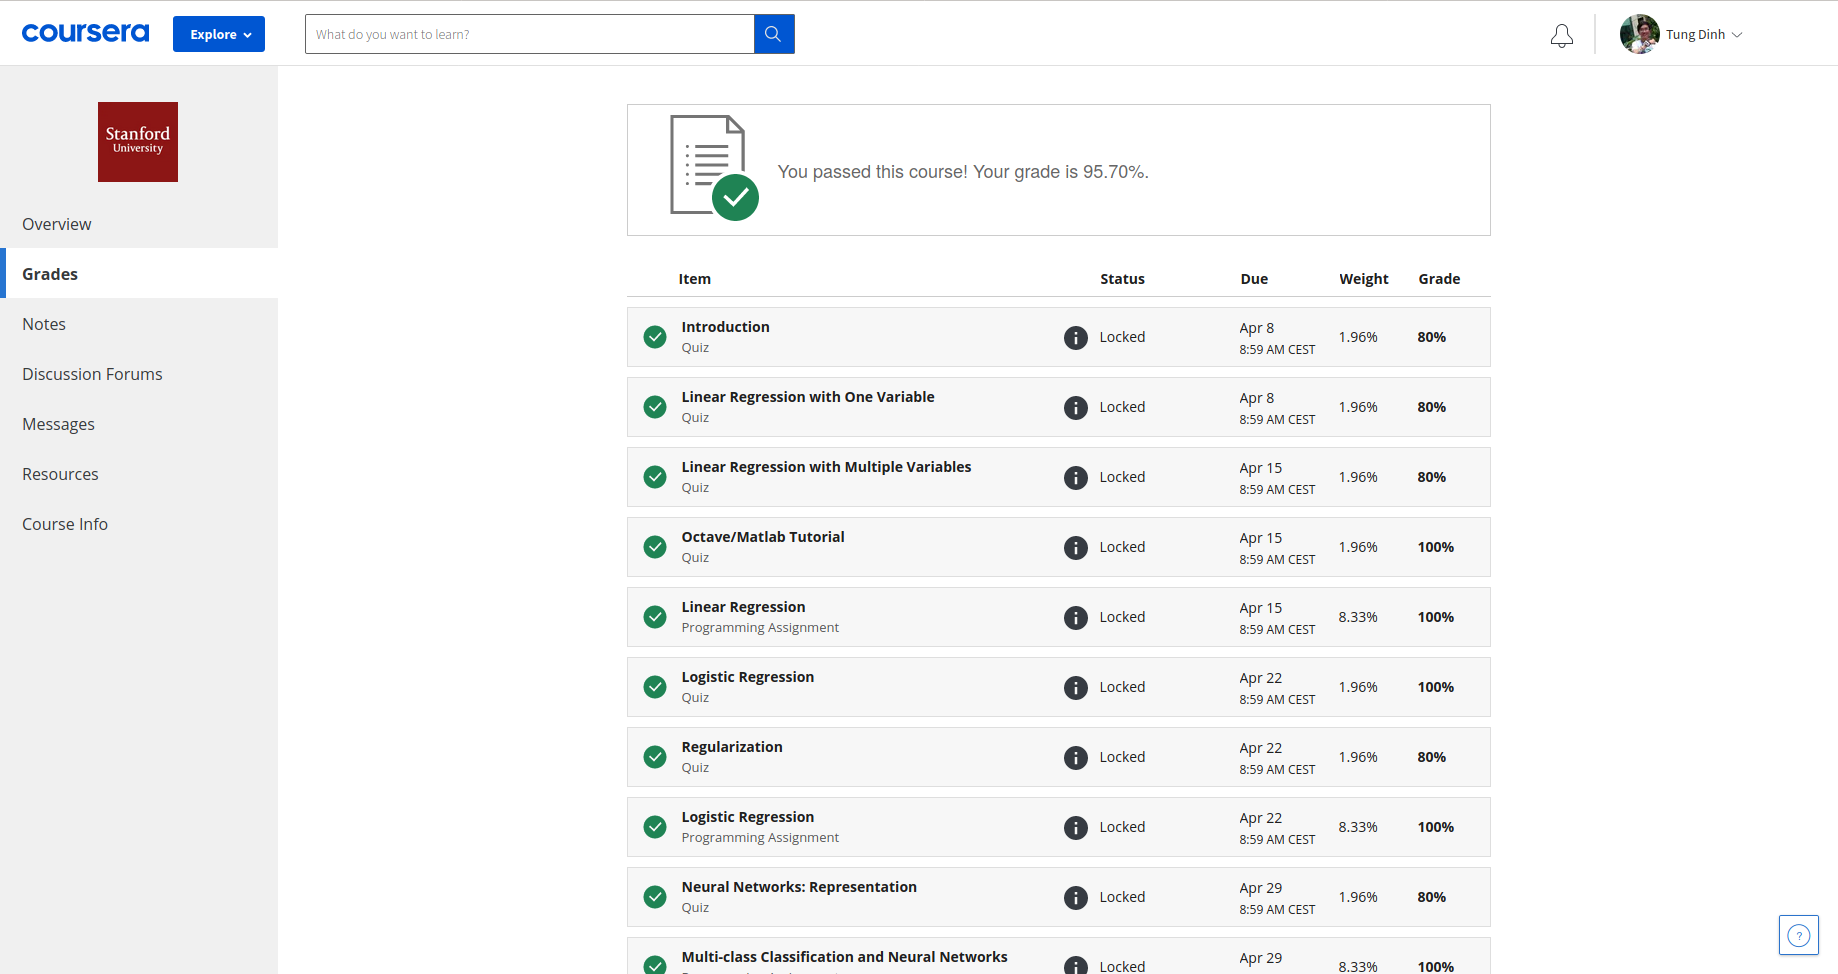 coursera
Explore
What do you want to learn?
Tung Dinh
Stanford
University
Overview
Grades
Notes
Discussion Forums
Messages
Resources
Course Info
You passed this course! Your grade is 95.70%.
Item Status Due Weight Grade
Introduction
Quiz
Locked
Apr 8
8:59 AM CEST
1.96%
80%
Linear Regression with One Variable
Quiz
Locked
Apr 8
8:59 AM CEST
1.96%
80%
Linear Regression with Multiple Variables
Quiz
Locked
Apr 15
8:59 AM CEST
1.96%
80%
Octave/Matlab Tutorial
Quiz
Locked
Apr 15
8:59 AM CEST
1.96%
100%
Linear Regression
Programming Assignment
Locked
Apr 15
8:59 AM CEST
8.33%
100%
Logistic Regression
Quiz
Locked
Apr 22
8:59 AM CEST
1.96%
100%
Regularization
Quiz
Locked
Apr 22
8:59 AM CEST
1.96%
80%
Logistic Regression
Programming Assignment
Locked
Apr 22
8:59 AM CEST
8.33%
100%
Neural Networks: Representation
Quiz
Locked
Apr 29
8:59 AM CEST
1.96%
80%
Multi-class Classification and Neural Networks
Locked
Apr 29
8.33%
100%